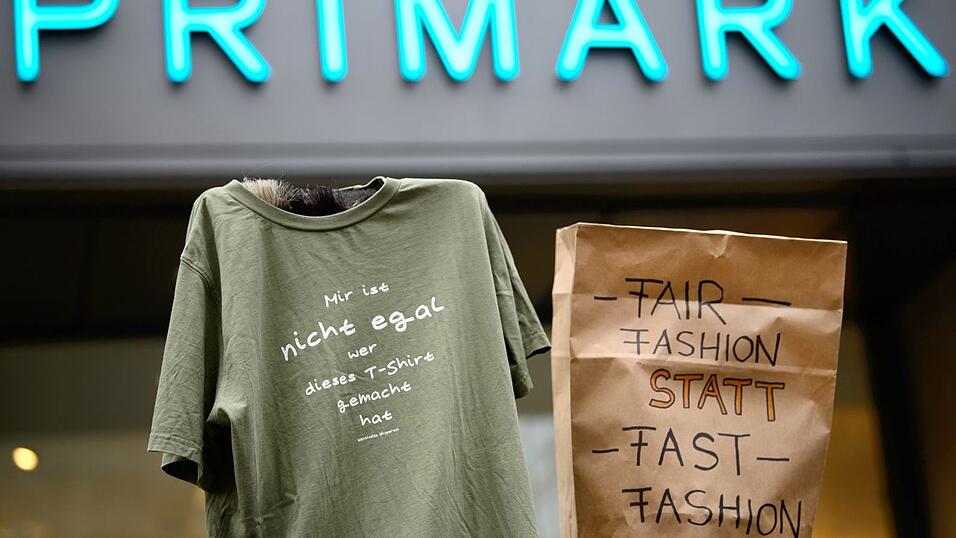 PRIMARK
Mir ist
nicht egal
wer
dieses T-Shirt
gemacht
hat
– FAIR –
FASHION
STATT
– FAST –
FASHION